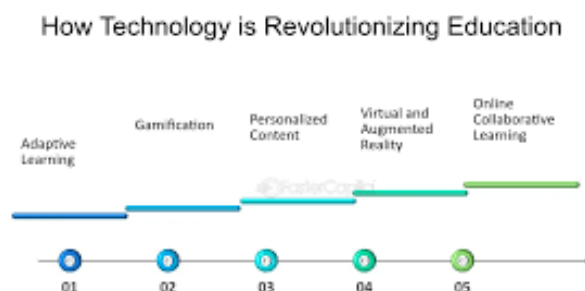 How Technology is Revolutionizing Education
Adaptive
Learning
Gamification
Personalized
Content
Virtual and
Augmented
Reality
Online
Collaborative
Learning
FasterCapital
01
02
03
04
05